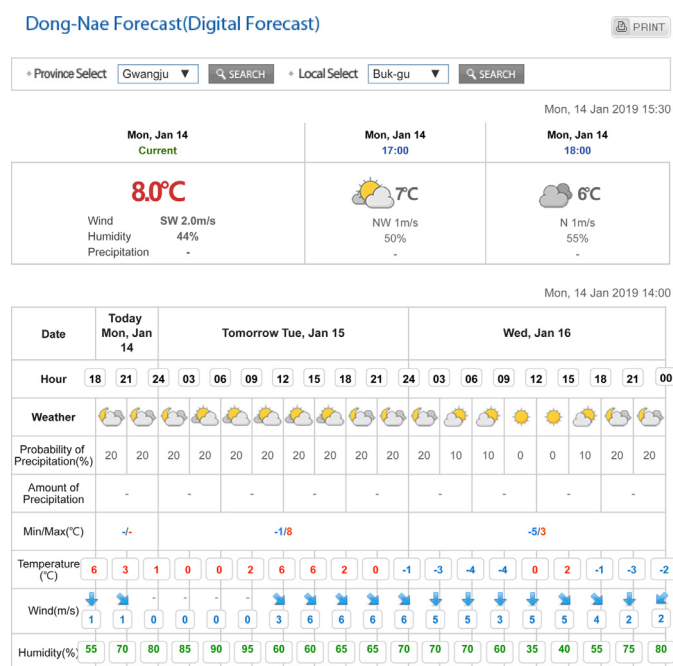 Dong-Nae Forecast(Digital Forecast)
PRINT
Province Select Gwangju ▼ SEARCH Local Select Buk-gu ▼ SEARCH
Mon, 14 Jan 2019 15:30
Mon, Jan 14 Mon, Jan 14 Mon, Jan 14
Current 17:00 18:00
8.0℃ 7℃ 6℃
Wind SW 2.0m/s NW 1m/s N 1m/s
Humidity 44% 50% 55%
Precipitation - - -
Mon, 14 Jan 2019 14:00
Date Today Mon, Jan 14 Tomorrow Tue, Jan 15 Wed, Jan 16
Hour 18 21 24 03 06 09 12 15 18 21 24 03 06 09 12 15 18 21 00
Weather
Probability of Precipitation(%) 20 20 20 20 20 20 20 20 20 20 20 10 10 0 0 10 20 20
Amount of Precipitation - - - - - - - - -
Min/Max(℃) -/- -1/8 -5/3
Temperature (℃) 6 3 1 0 0 2 6 6 2 0 -1 -3 -4 -4 0 2 -1 -3 -2
Wind(m/s) - - - -
1 1 0 0 0 0 3 6 6 6 6 5 5 3 5 5 4 2 2
Humidity(%) 55 70 80 85 90 95 60 60 65 65 70 70 70 60 35 40 55 75 80